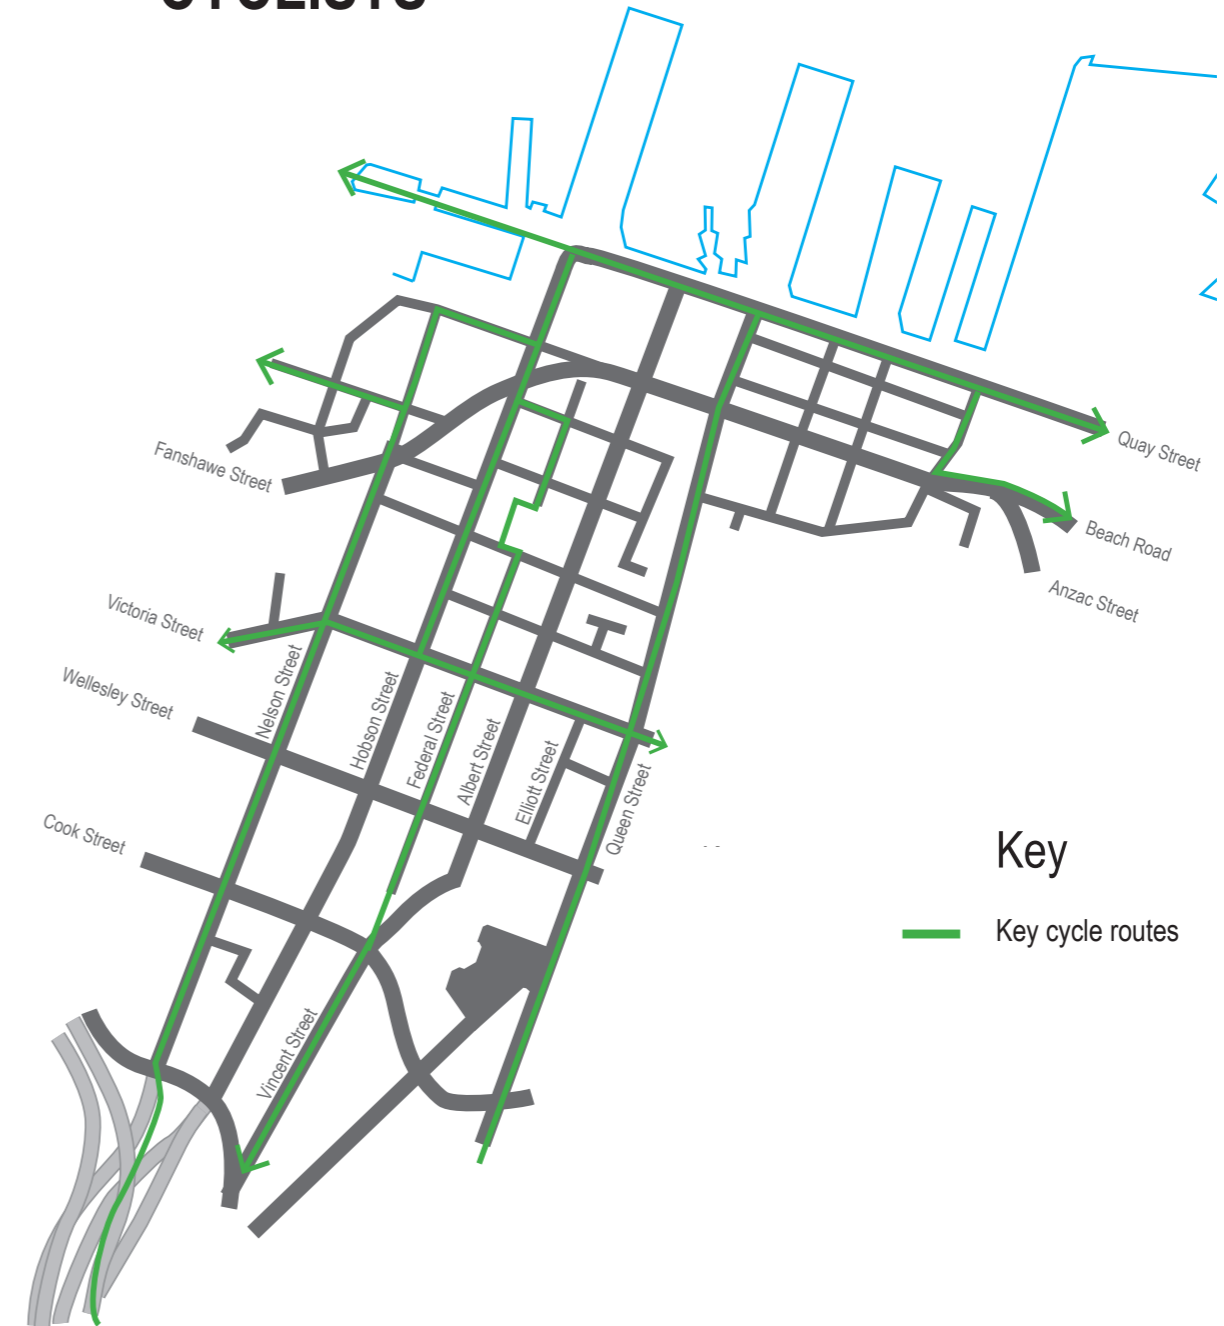 CYCLISTS
Quay Street
Fanshawe Street
Beach Road
Anzac Street
Victoria Street
Wellesley Street
Nelson Street
Hobson Street
Federal Street
Albert Street
Elliott Street
Queen Street
Cook Street
Key
Key cycle routes
Vincent Street